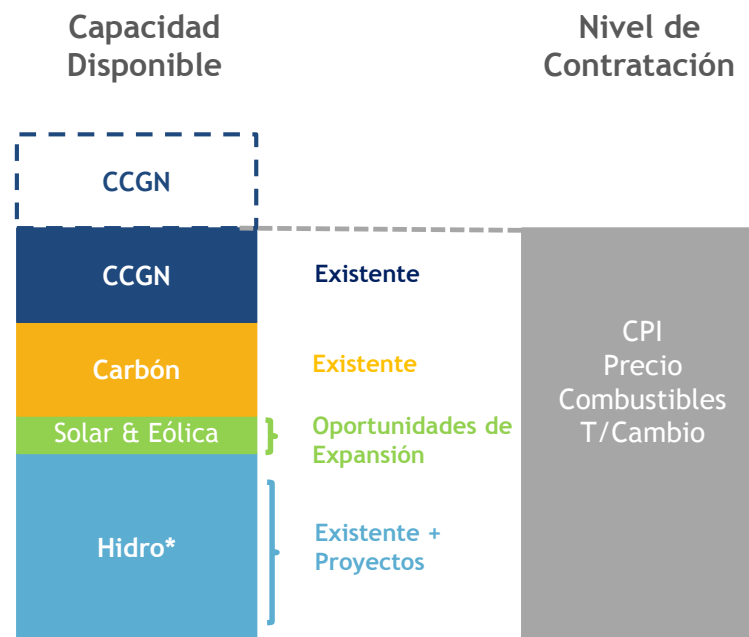 Capacidad
Disponible
Nivel de
Contratación
CCGN
CCGN
Existente
Carbón
Existente
Solar & Eólica
Oportunidades de
Expansión
Hidro*
Existente +
Proyectos
CPI
Precio
Combustibles
T/Cambio